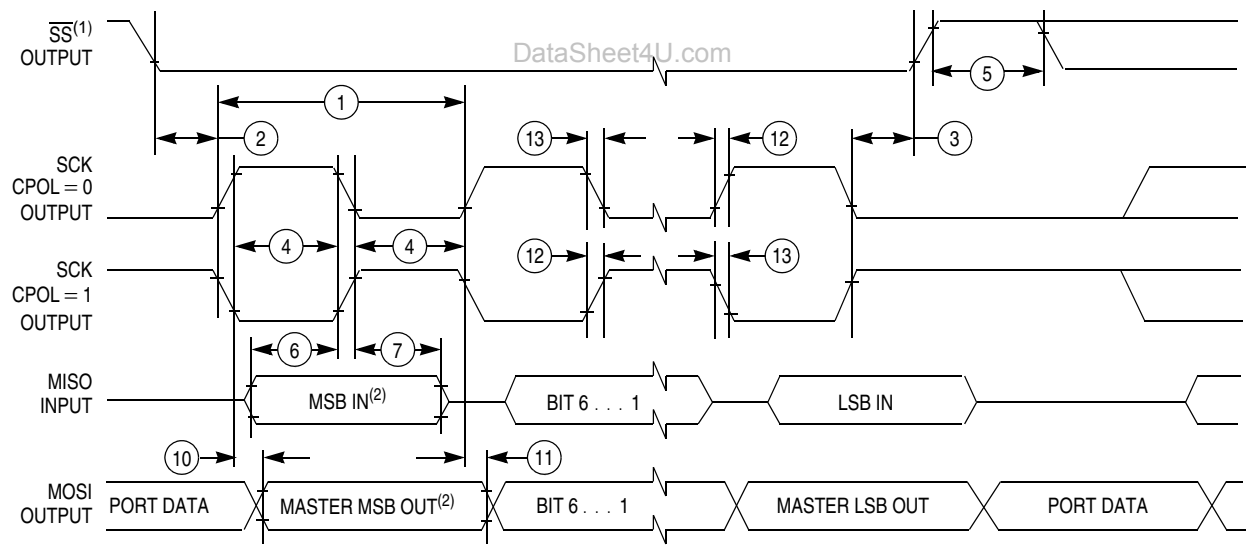 SS(1)
OUTPUT
DataSheet4U.com
5
1
2
13
12
3
SCK
CPOL = 0
OUTPUT
4
4
12
13
SCK
CPOL = 1
OUTPUT
6
7
MISO
INPUT
MSB IN(2)
BIT 6 . . . 1
LSB IN
10
11
MOSI
OUTPUT
PORT DATA
MASTER MSB OUT(2)
BIT 6 . . . 1
MASTER LSB OUT
PORT DATA